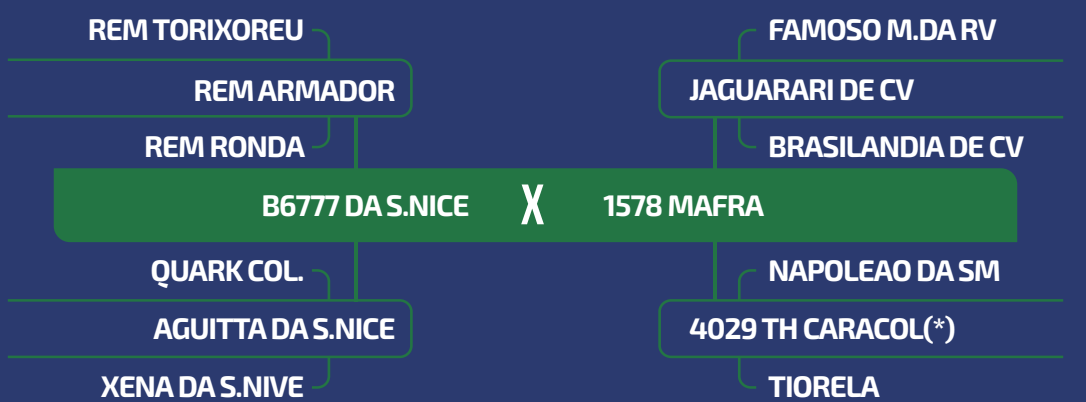 REM TORIXOREU
FAMOSO M.DA RV
REM ARMADOR
JAGUARARI DE CV
REM RONDA
BRASILANDIA DE CV
B6777 DA S.NICE X 1578 MAFRA
QUARK COL.
NAPOLEAO DA SM
AGUITTA DA S.NICE
4029 TH CARACOL(*)
XENA DA S.NIVE
TIORELA